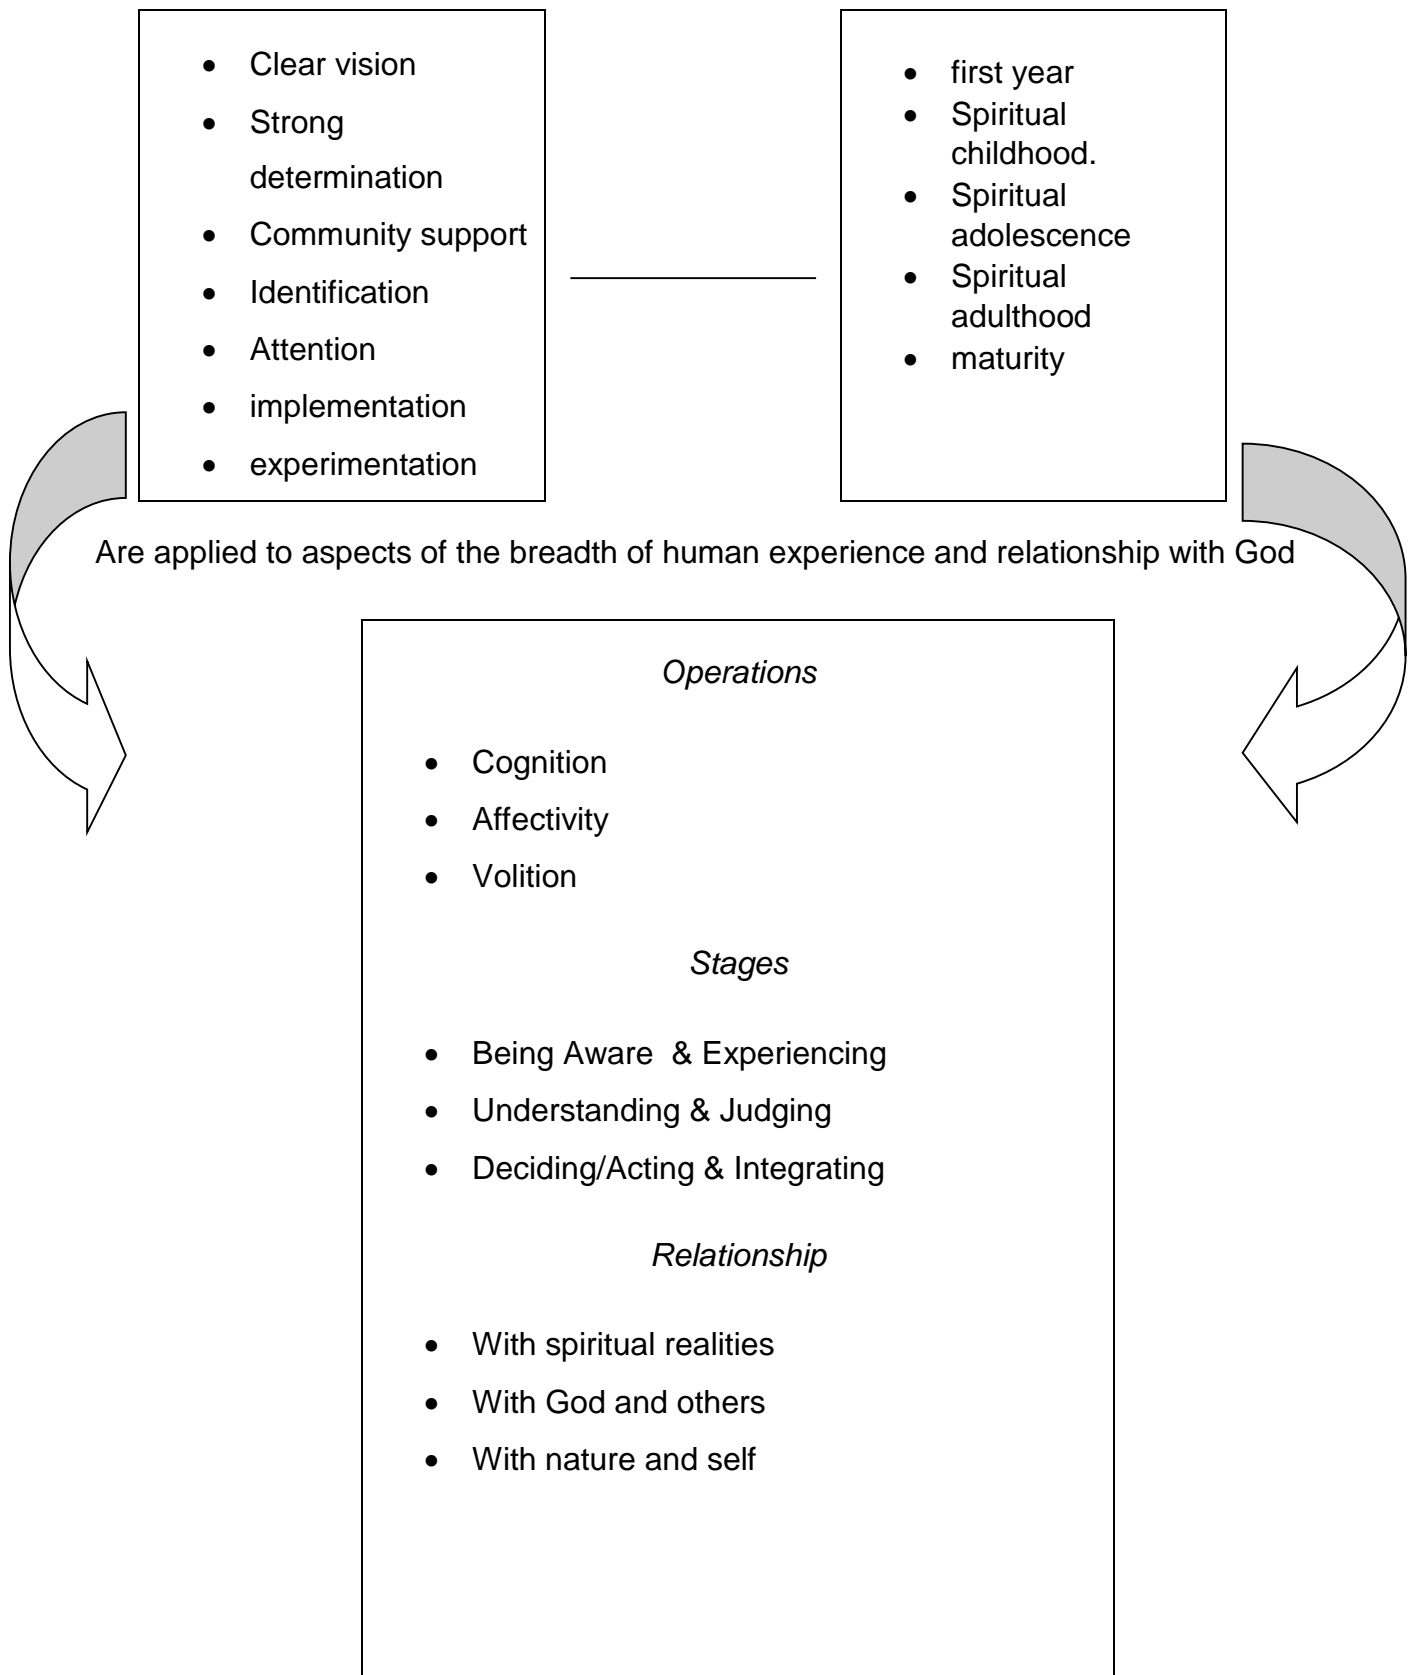 • Clear vision
• Strong
determination
• Community support
• Identification
• Attention
• implementation
• experimentation
• first year
• Spiritual
childhood.
• Spiritual
adolescence
• Spiritual
adulthood
• maturity
Are applied to aspects of the breadth of human experience and relationship with God
Operations
• Cognition
• Affectivity
• Volition
Stages
• Being Aware & Experiencing
• Understanding & Judging
• Deciding/Acting & Integrating
Relationship
• With spiritual realities
• With God and others
• With nature and self